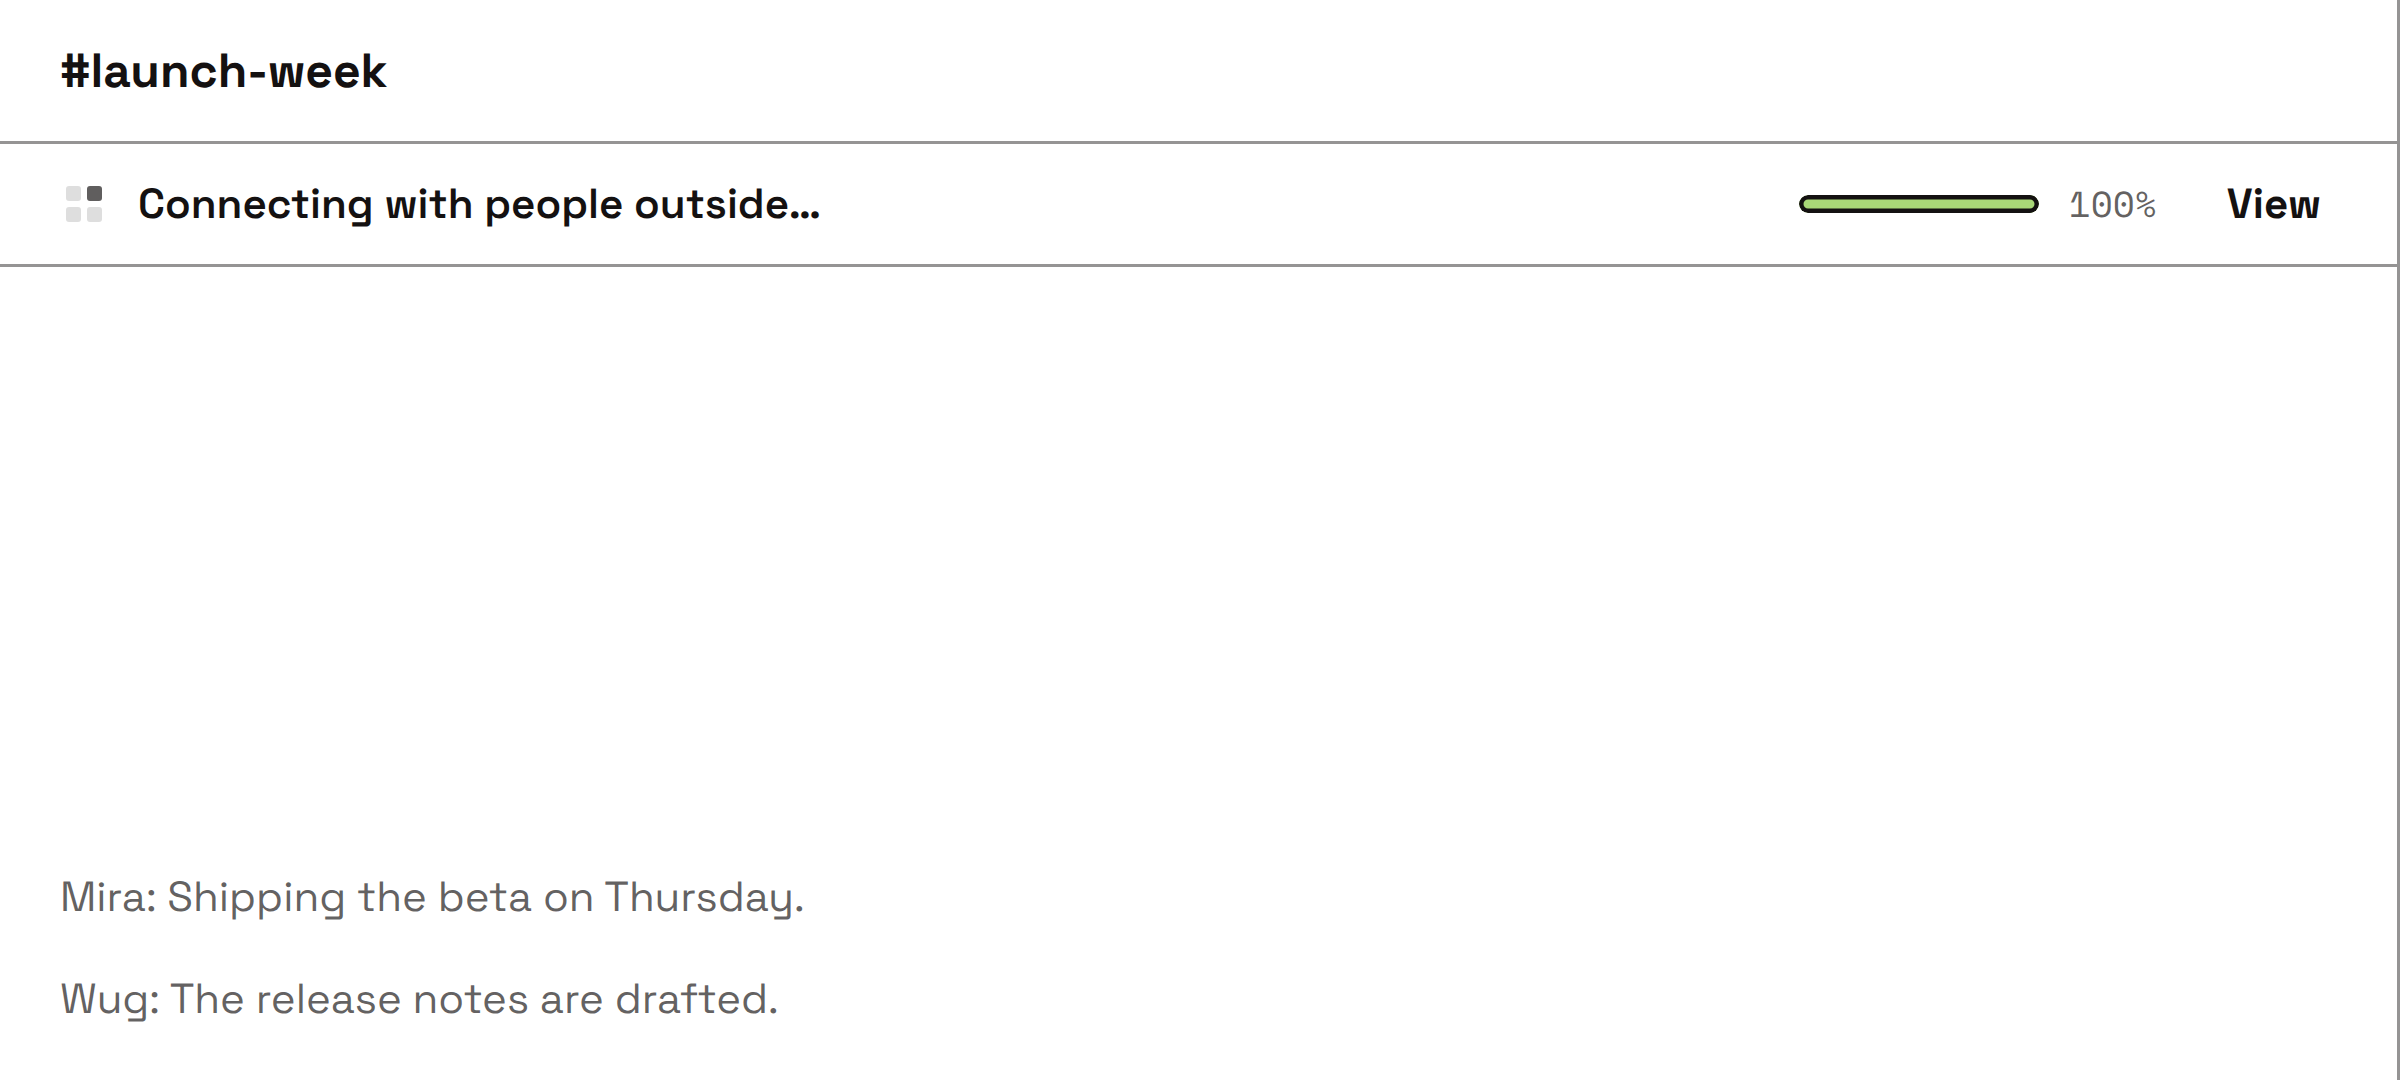 #launch-week
Connecting with people outside... 100% View
Mira: Shipping the beta on Thursday.
Wug: The release notes are drafted.